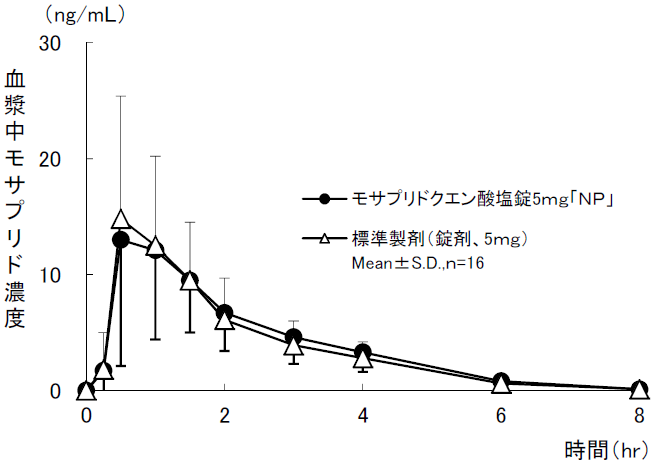 (ng/mL)
30
20
10
0
血漿中モサプリド濃度
モサプリドクエン酸塩錠5mg「NP」
標準製剤(錠剤、5mg)
Mean±S.D.,n=16
0 2 4 6 8
時間(hr)